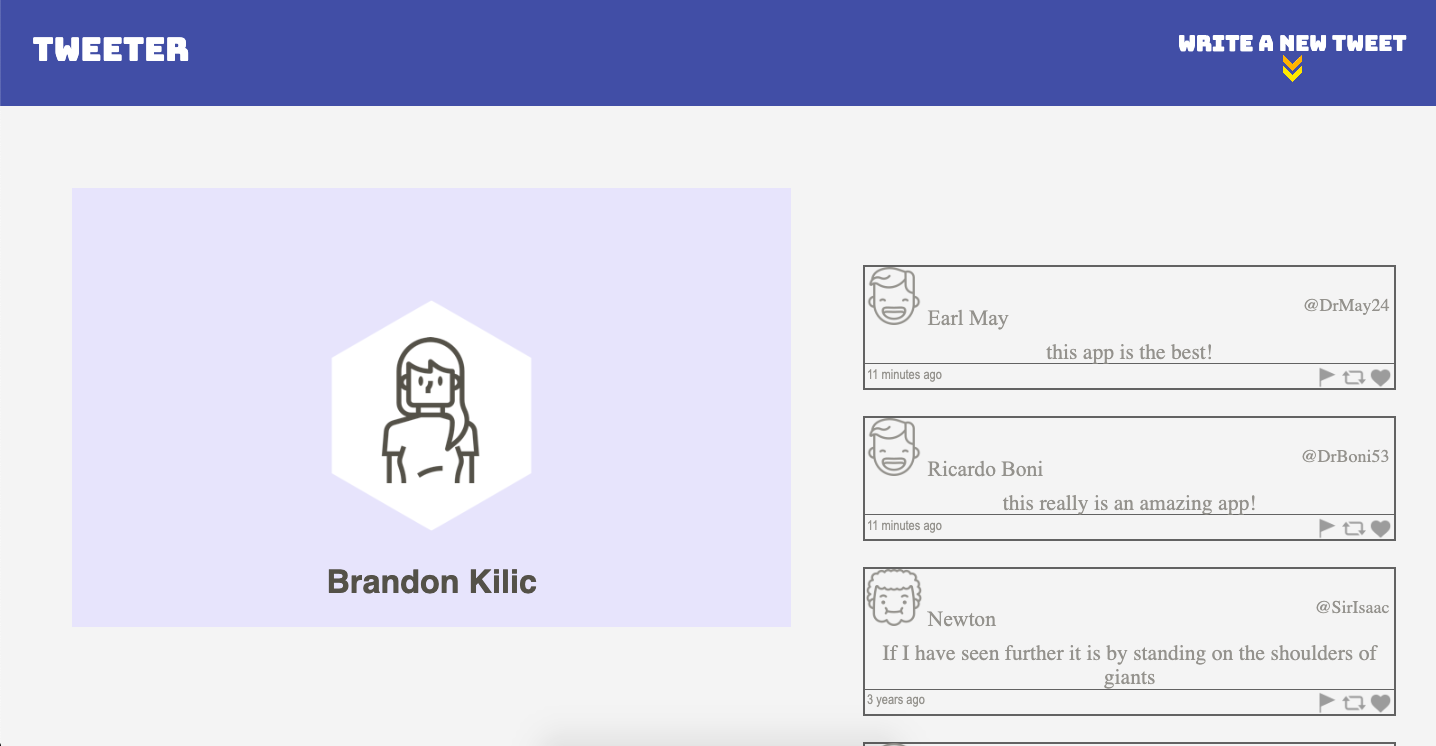 TWEETER
WRITE A NEW TWEET
Brandon Kilic
Earl May
@DrMay24
this app is the best!
11 minutes ago
Ricardo Boni
@DrBoni53
this really is an amazing app!
11 minutes ago
Newton
@SirIsaac
If I have seen further it is by standing on the shoulders of
giants
3 years ago